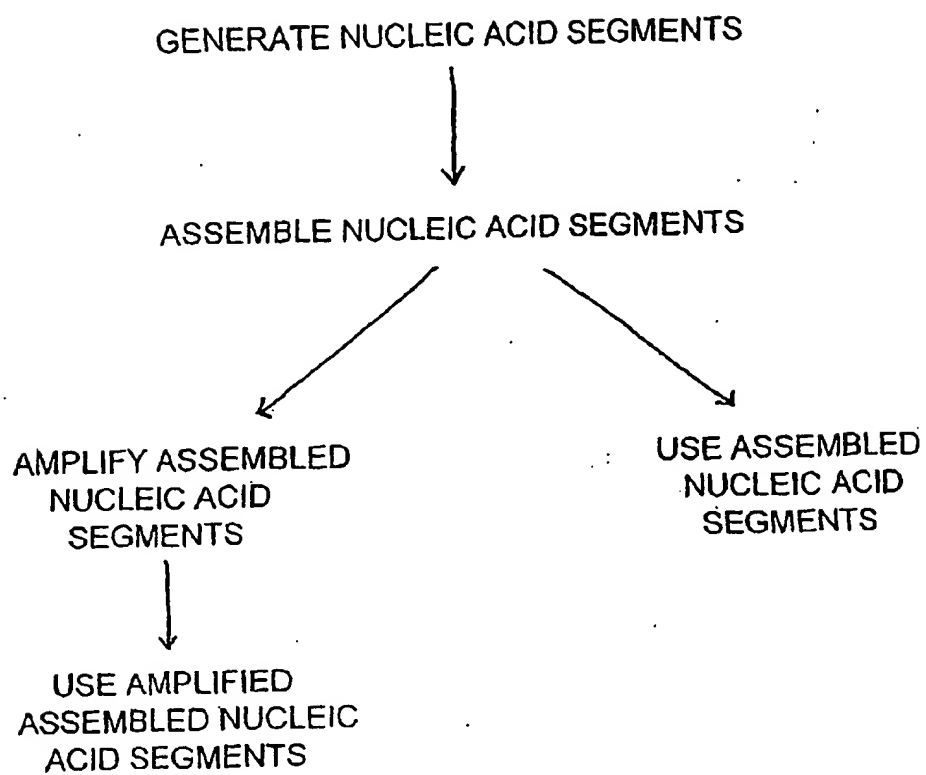 GENERATE NUCLEIC ACID SEGMENTS
ASSEMBLE NUCLEIC ACID SEGMENTS
AMPLIFY ASSEMBLED
NUCLEIC ACID
SEGMENTS
USE ASSEMBLED
NUCLEIC ACID
SEGMENTS
USE AMPLIFIED
ASSEMBLED NUCLEIC
ACID SEGMENTS